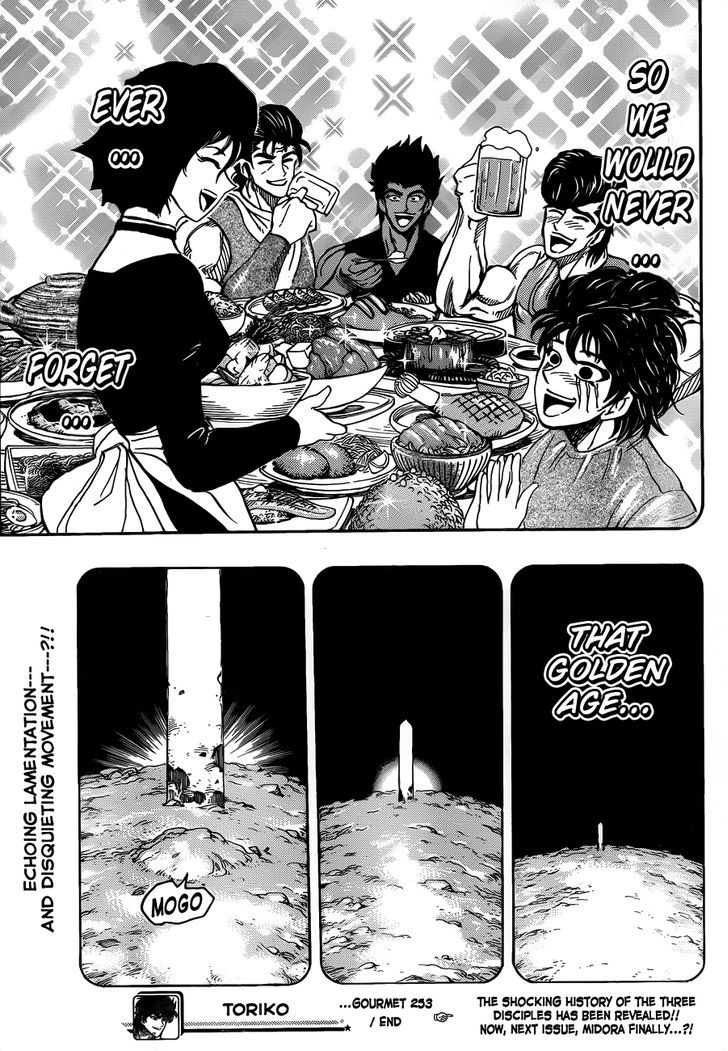 SO
WE
WOULD
NEVER
...
EVER
...
FORGET
...
THAT
GOLDEN
AGE...
MOGO
ECHOING LAMENTATION---
AND DISQUIETING MOVEMENT---?!!
TORIKO
...GOURMET 253
/ END
THE SHOCKING HISTORY OF THE THREE
DISCIPLES HAS BEEN REVEALED!!
NOW, NEXT ISSUE, MIDORA FINALLY...?!